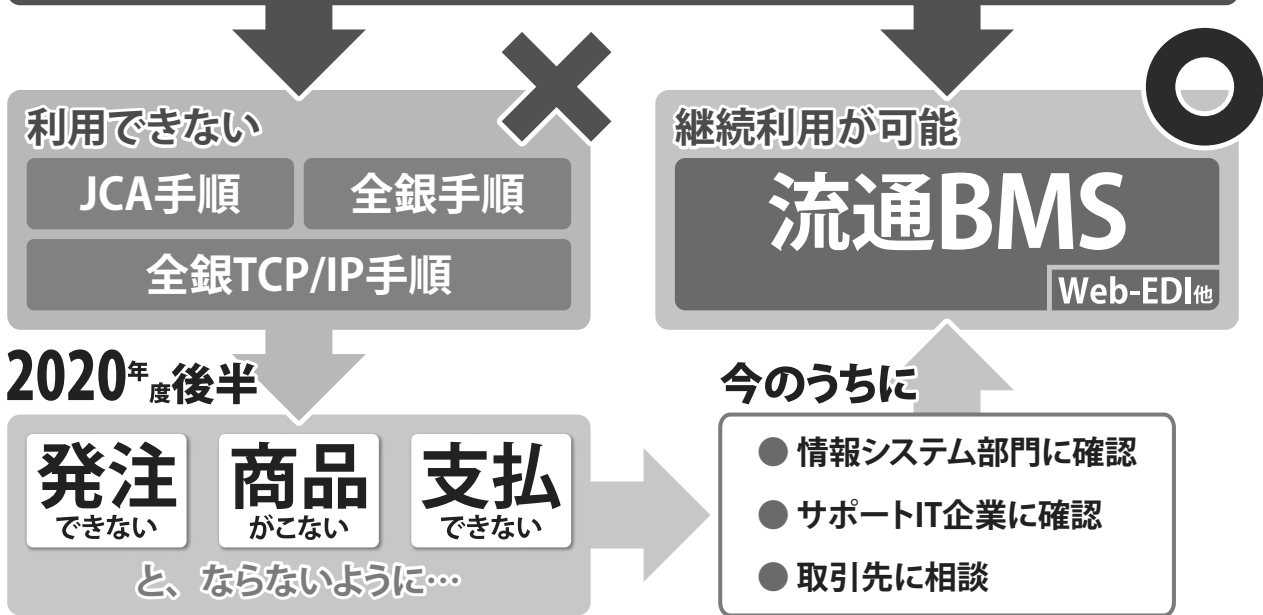 利用できない
JCA手順
全銀手順
全銀TCP/IP手順
継続利用が可能
流通BMS
Web-EDI他
2020年度後半
発注
できない
商品
がこない
支払
できない
と、ならないように…
今のうちに
● 情報システム部門に確認
● サポートIT企業に確認
● 取引先に相談